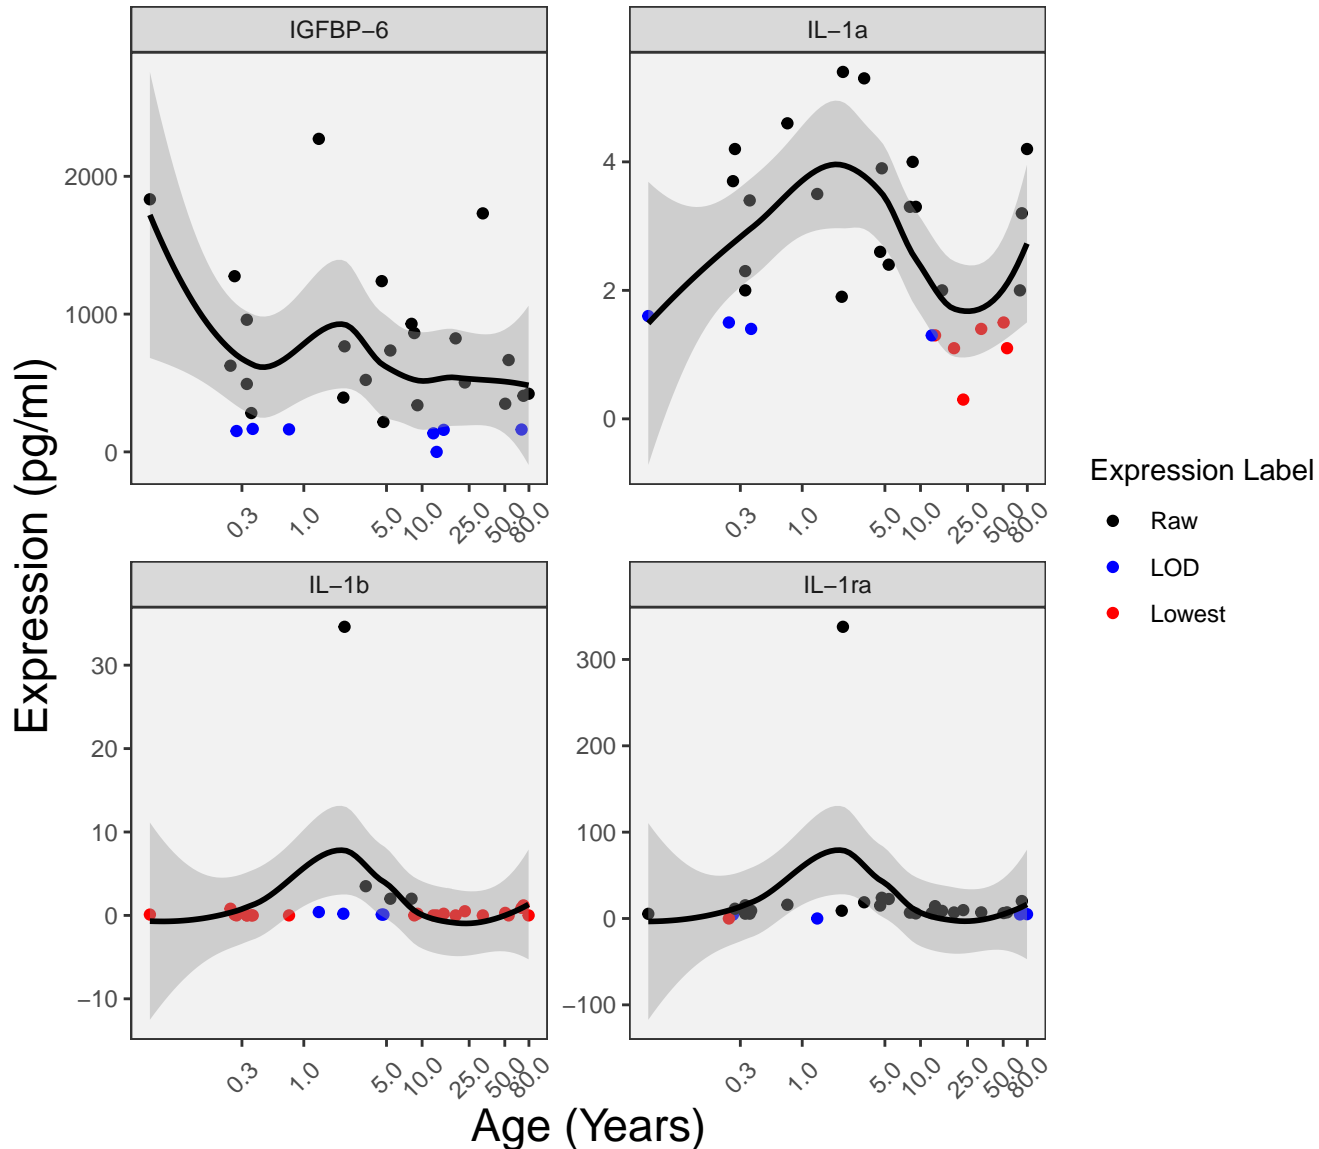 IGFBP−6
IL−1a
2000
1000
0
4
2
0
0.3 1.0 5.0 10.0 25.0 50.0 80.0
0.3 1.0 5.0 10.0 25.0 50.0 80.0
IL−1b
IL−1ra
30
20
10
0
−10
300
200
100
0
−100
0.3 1.0 5.0 10.0 25.0 50.0 80.0
0.3 1.0 5.0 10.0 25.0 50.0 80.0
Age (Years)
Expression (pg/ml)
Expression Label
Raw
LOD
Lowest